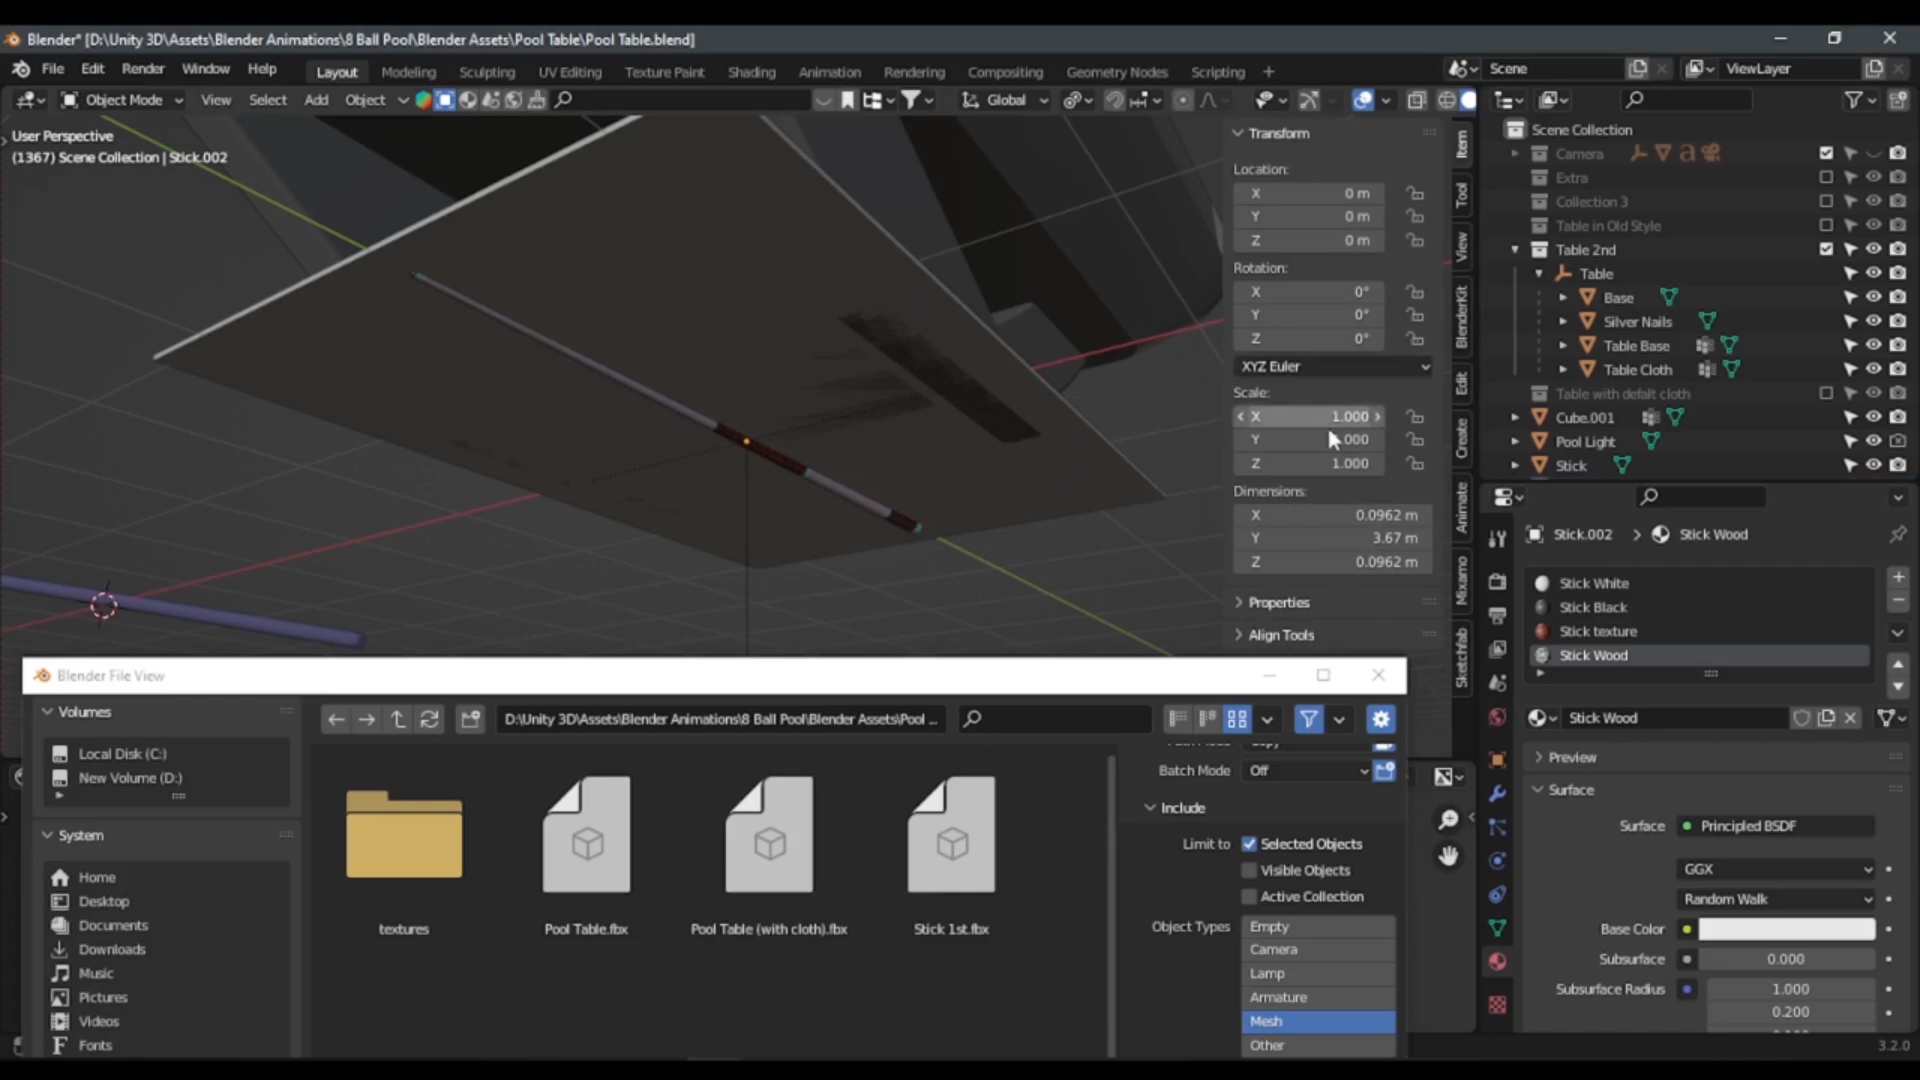 Blender* [D:\Unity 3D\Assets\Blender Animations\8 Ball Pool\Blender Assets\Pool Table\Pool Table.blend]
File Edit Render Window Help Layout Modeling Sculpting UV Editing Texture Paint Shading Animation Rendering Compositing Geometry Nodes Scripting + Scene ViewLayer
Object Mode View Select Add Object Global
User Perspective
(1367) Scene Collection | Stick.002
Transform
Location:
X 0 m
Y 0 m
Z 0 m
Rotation:
X 0°
Y 0°
Z 0°
XYZ Euler
Scale:
X 1.000
Y .000
Z 1.000
Dimensions:
X 0.0962 m
Y 3.67 m
Z 0.0962 m
Properties
Align Tools
Item
Tool
View
BlenderKit
Edit
Create
Animate
Mixamo
Sketchfab
Scene Collection
Camera
Extra
Collection 3
Table in Old Style
Table 2nd
Table
Base
Silver Nails
Table Base
Table Cloth
Table with defalt cloth
Cube.001
Pool Light
Stick
Stick.002 > Stick Wood
Stick White
Stick Black
Stick texture
Stick Wood
Stick Wood
Preview
Surface
Surface Principled BSDF
GGX
Random Walk
Base Color
Subsurface 0.000
Subsurface Radius 1.000
0.200
3.2.0
Blender File View
Volumes
Local Disk (C:)
New Volume (D:)
System
Home
Desktop
Documents
Downloads
Music
Pictures
Videos
Fonts
D:\Unity 3D\Assets\Blender Animations\8 Ball Pool\Blender Assets\Pool ...
textures
Pool Table.fbx
Pool Table (with cloth).fbx
Stick 1st.fbx
Batch Mode Off
Include
Limit to Selected Objects
Visible Objects
Active Collection
Object Types Empty
Camera
Lamp
Armature
Mesh
Other